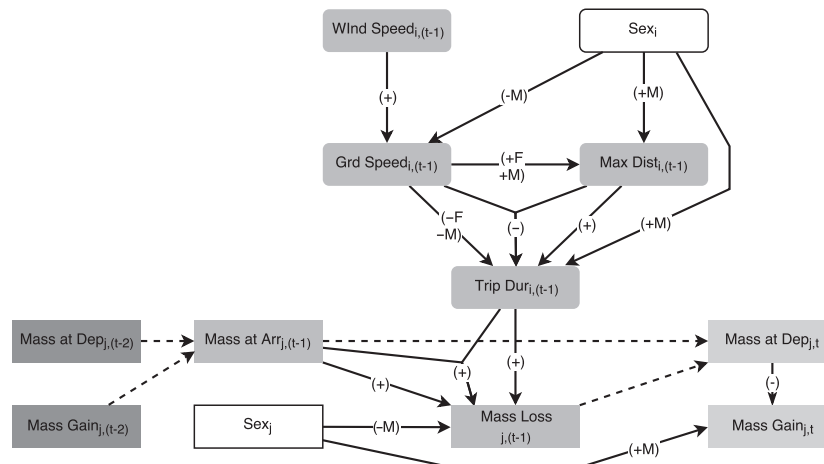 WInd Speedi,(t-1)
Sexi
(+)
(-M)
(+M)
Grd Speedi,(t-1)
(+F
+M)
Max Disti,(t-1)
(−F
−M)
(-)
(+)
(+M)
Trip Duri,(t-1)
Mass at Depj,(t-2)
Mass at Arrj,(t-1)
Mass at Depj,t
(+)
(+)
(+)
(-)
Mass Gainj,(t-2)
Sexj
(–M)
Mass Loss
j,(t-1)
Mass Gainj,t
(+M)